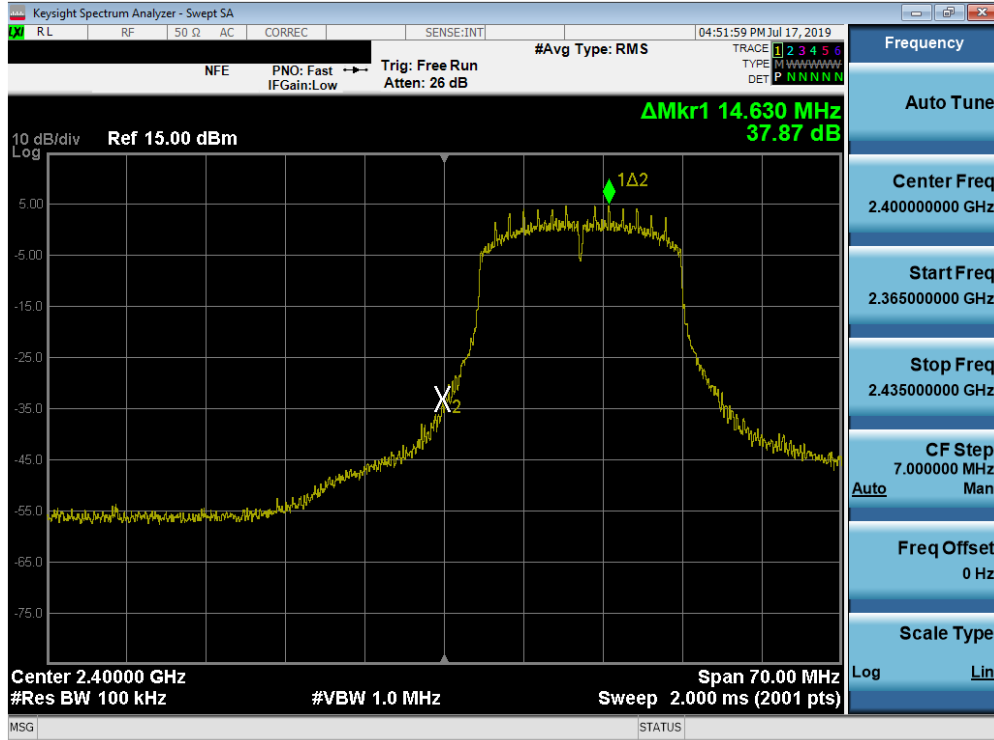 Keysight Spectrum Analyzer - Swept SA
LXI RL RF 50 Ω AC CORREC SENSE:INT 04:51:59 PM Jul 17, 2019
#Avg Type: RMS TRACE 1 2 3 4 5 6
NFE PNO: Fast Trig: Free Run TYPE M W W W W W
IFGain:Low Atten: 26 dB DET P N N N N N
ΔMkr1 14.630 MHz
37.87 dB
10 dB/div Ref 15.00 dBm
Log
1Δ2
5.00
-5.00
-15.0
-25.0
-35.0
2
-45.0
-55.0
-65.0
-75.0
Center 2.40000 GHz Span 70.00 MHz
#Res BW 100 kHz #VBW 1.0 MHz Sweep 2.000 ms (2001 pts)
MSG STATUS
Frequency
Auto Tune
Center Freq
2.400000000 GHz
Start Freq
2.365000000 GHz
Stop Freq
2.435000000 GHz
CF Step
7.000000 MHz
Auto Man
Freq Offset
0 Hz
Scale Type
Log Lin